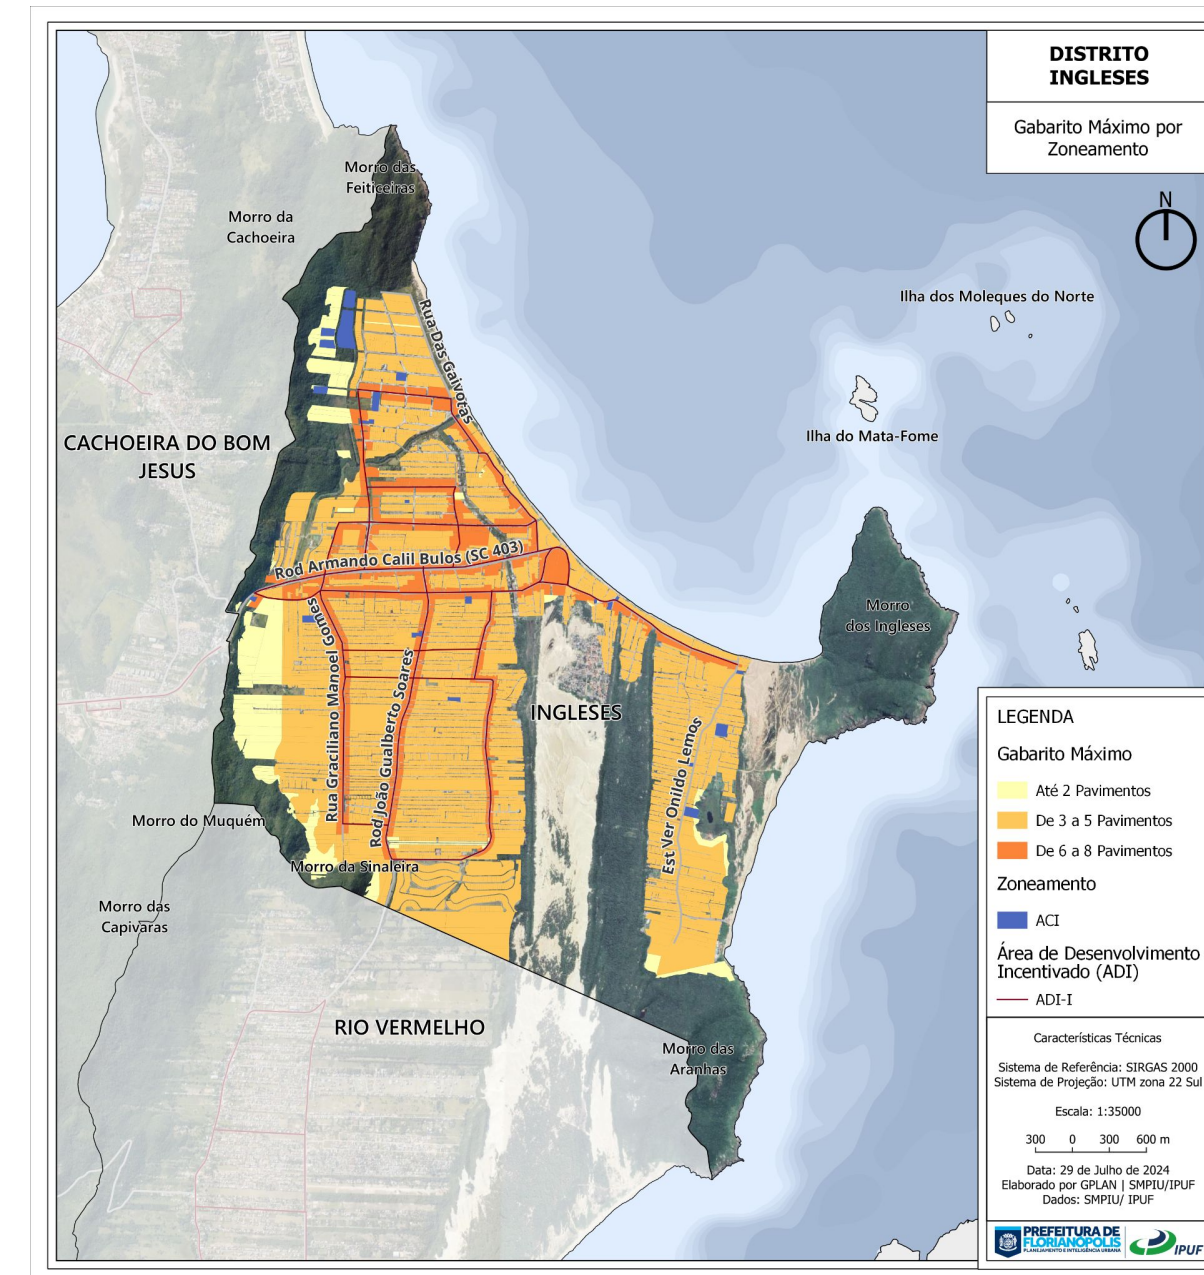 DISTRITO
INGLESES
Gabarito Máximo por
Zoneamento
N
Morro das
Feiticeiras
Morro da
Cachoeira
Rua Das Gaivotas
Ilha dos Moleques do Norte
Ilha do Mata-Fome
CACHOEIRA DO BOM
JESUS
Rod Armando Calil Bulos (SC 403)
Morro
dos Ingleses
Rua Graciliano Manoel Gomes
Rod João Gualberto Soares
INGLESES
Est Ver Onildo Lemos
Morro do Muquém
Morro da Sinaleira
Morro das
Capivaras
RIO VERMELHO
Morro das
Aranhas
LEGENDA
Gabarito Máximo
Até 2 Pavimentos
De 3 a 5 Pavimentos
De 6 a 8 Pavimentos
Zoneamento
ACI
Área de Desenvolvimento
Incentivado (ADI)
ADI-I
Características Técnicas
Sistema de Referência: SIRGAS 2000
Sistema de Projeção: UTM zona 22 Sul
Escala: 1:35000
300 0 300 600 m
Data: 29 de Julho de 2024
Elaborado por GPLAN | SMPIU/IPUF
Dados: SMPIU/ IPUF
PREFEITURA DE
FLORIANÓPOLIS
PLANEJAMENTO E INTELIGÊNCIA URBANA
IPUF